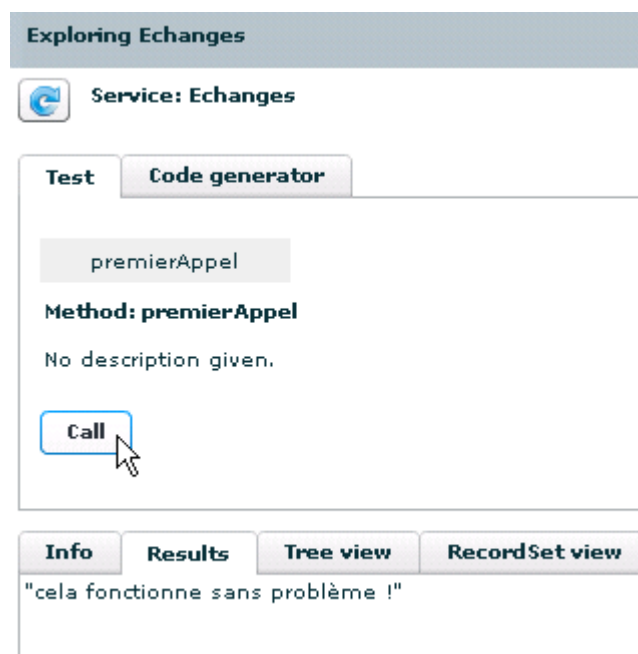 Exploring Echanges
Service: Echanges
Test Code generator
premierAppel
Method: premierAppel
No description given.
Call
Info Results Tree view RecordSet view
"cela fonctionne sans problème !"